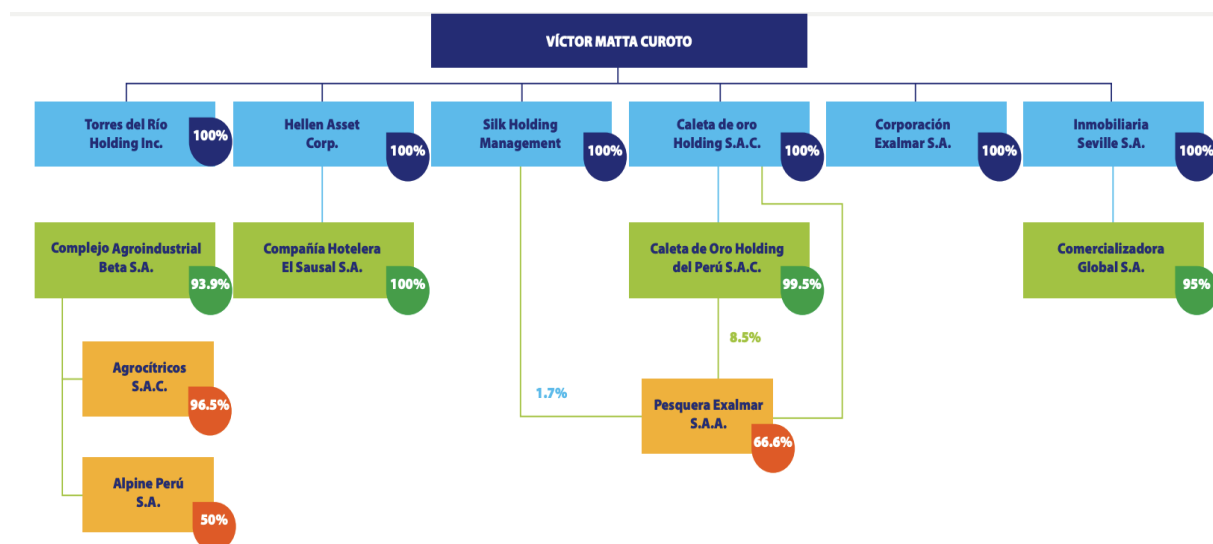 VÍCTOR MATTA CUROTO
Torres del Río
Holding Inc.
100%
Hellen Asset
Corp.
100%
Silk Holding
Management
100%
Caleta de oro
Holding S.A.C.
100%
Corporación
Exalmar S.A.
100%
Inmobiliaria
Seville S.A.
100%
Complejo Agroindustrial
Beta S.A.
93.9%
Compañía Hotelera
El Sausal S.A.
100%
Caleta de Oro Holding
del Perú S.A.C.
99.5%
Comercializadora
Global S.A.
95%
8.5%
Agrocítricos
S.A.C.
96.5%
1.7%
Pesquera Exalmar
S.A.A.
66.6%
Alpine Perú
S.A.
50%